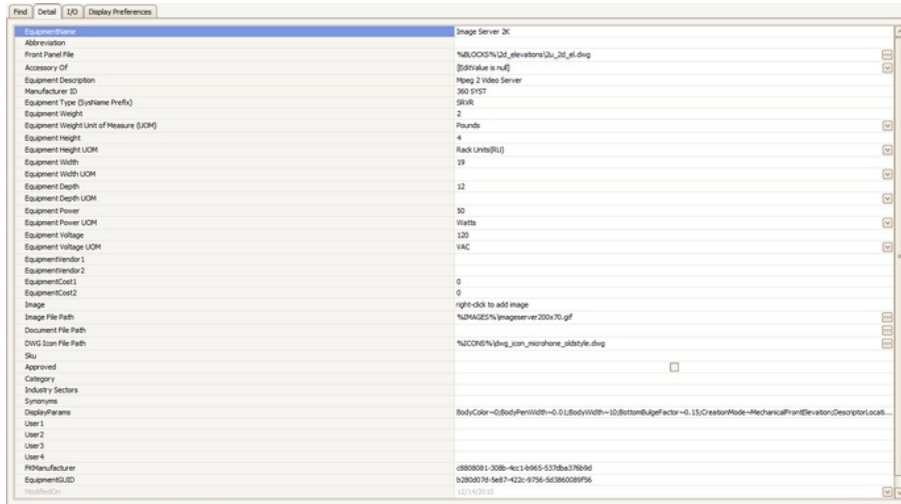 Find Detail I/O Display Preferences
EquipmentName Image Server 2K
Abbreviation
Front Panel File %BLOCKS%\2d_elevations\2u_2d_el.dwg
Accessory Of [EditValue is null]
Equipment Description Mpeg 2 Video Server
Manufacturer ID 360 SYST
Equipment Type (SysName Prefix) SRVR
Equipment Weight 2
Equipment Weight Unit of Measure (UOM) Pounds
Equipment Height 4
Equipment Height UOM Rack Units(RU)
Equipment Width 19
Equipment Width UOM
Equipment Depth 12
Equipment Depth UOM
Equipment Power 50
Equipment Power UOM Watts
Equipment Voltage 120
Equipment Voltage UOM VAC
EquipmentVendor1
EquipmentVendor2
EquipmentCost1 0
EquipmentCost2 0
Image right-click to add image
Image File Path %IMAGES%\imageserver200x70.gif
Document File Path
DWG Icon File Path %ICONS%\dwg_icon_microhone_oldstyle.dwg
Sku
Approved
Category
Industry Sectors
Synonyms
DisplayParams BodyColor~0;BodyPenWidth~0.01;BodyWidth~10;BottomBulgeFactor~0.15;CreationMode~MechanicalFrontElevation;DescriptorLocati...
User1
User2
User3
User4
FKManufacturer c8808081-308b-4cc1-b965-537dba376b9d
EquipmentGUID b280d07d-5e87-422c-9756-5d3860089f56
ModifiedOn 12/14/2010